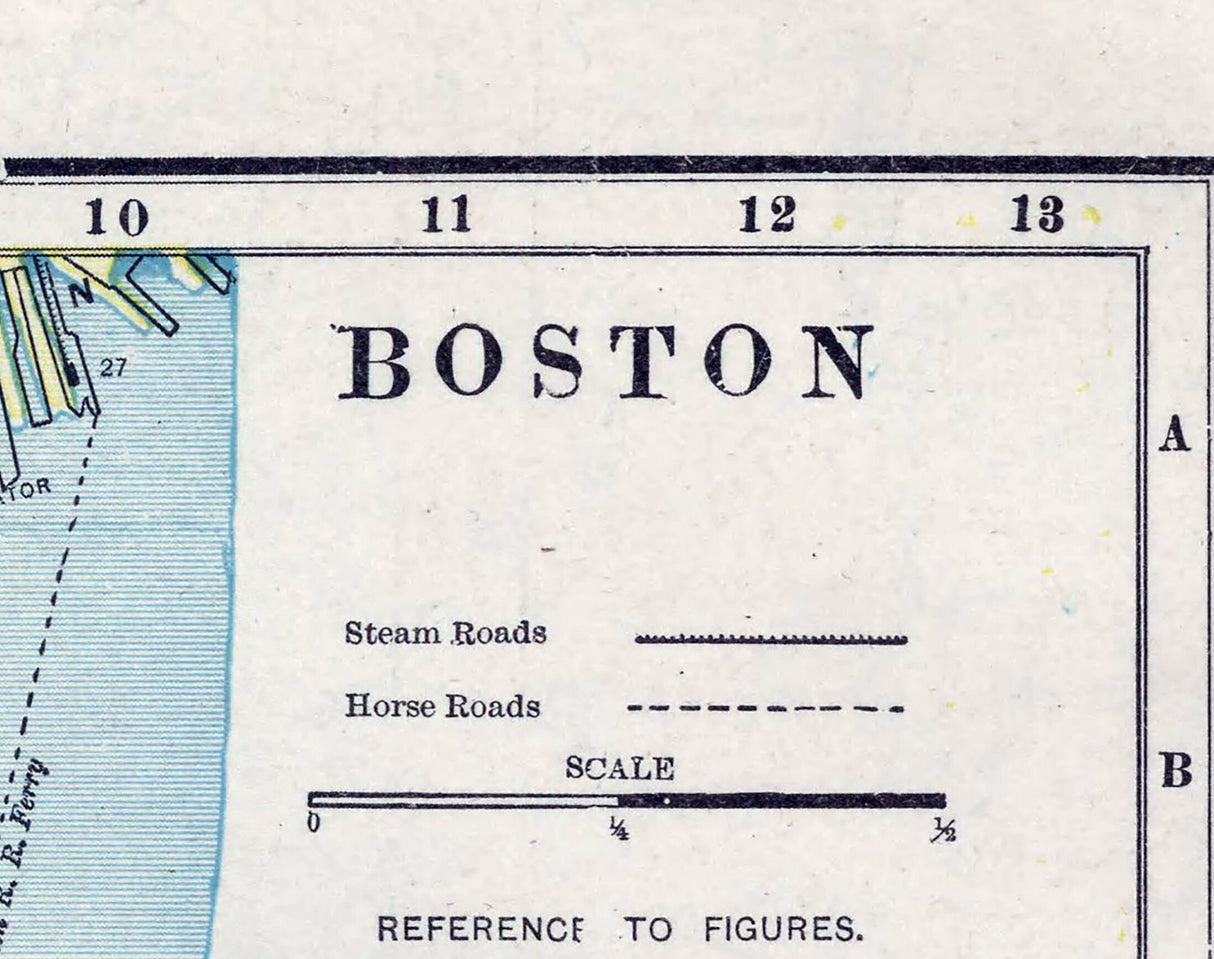 10 11 12 13
BOSTON
N
27
A
TOR
Steam Roads
Horse Roads
SCALE
B
0 ¼ ½
R. R. Ferry
REFERENCE TO FIGURES.